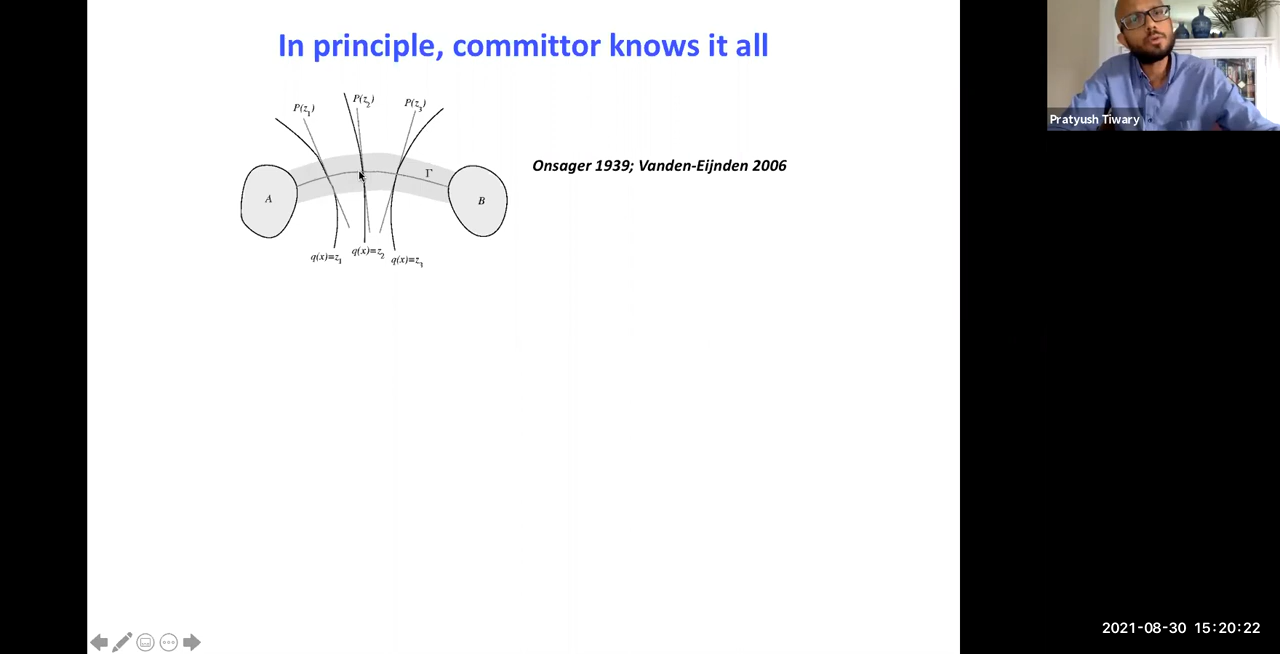 In principle, committor knows it all
P(z1) P(z2) P(z3)
Γ
A B
q(x)=z1 q(x)=z2 q(x)=z3
Onsager 1939; Vanden-Eijnden 2006
Pratyush Tiwary
2021-08-30 15:20:22